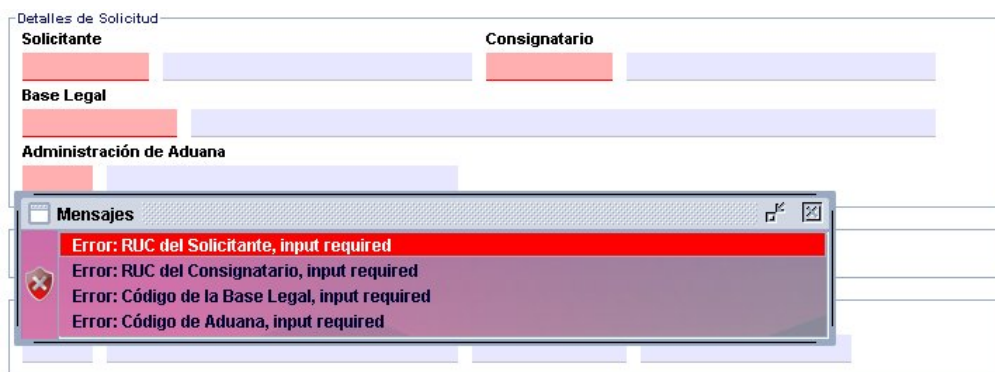 Detalles de Solicitud
Solicitante Consignatario
Base Legal
Administración de Aduana
Mensajes
Error: RUC del Solicitante, input required
Error: RUC del Consignatario, input required
Error: Código de la Base Legal, input required
Error: Código de Aduana, input required